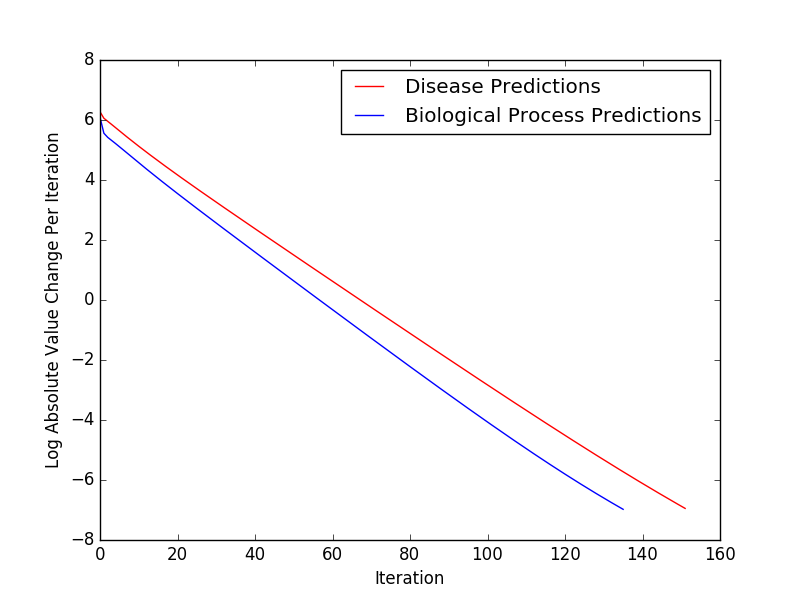 8
6
4
2
0
−2
−4
−6
−8
0 20 40 60 80 100 120 140 160
Iteration
Log Absolute Value Change Per Iteration
Disease Predictions
Biological Process Predictions